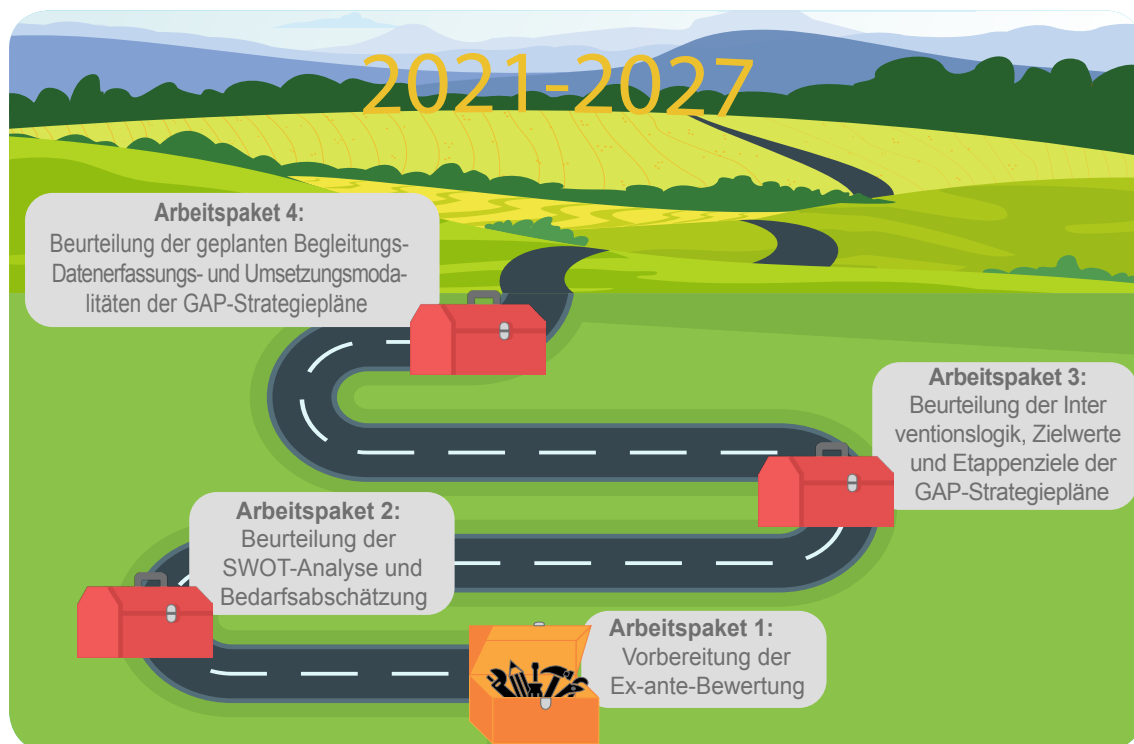 2021-2027
Arbeitspaket 4:
Beurteilung der geplanten Begleitungs-
Datenerfassungs- und Umsetzungsmoda-
litäten der GAP-Strategiepläne
Arbeitspaket 3:
Beurteilung der Inter
ventionslogik, Zielwerte
und Etappenziele der
GAP-Strategiepläne
Arbeitspaket 2:
Beurteilung der
SWOT-Analyse und
Bedarfsabschätzung
Arbeitspaket 1:
Vorbereitung der
Ex-ante-Bewertung